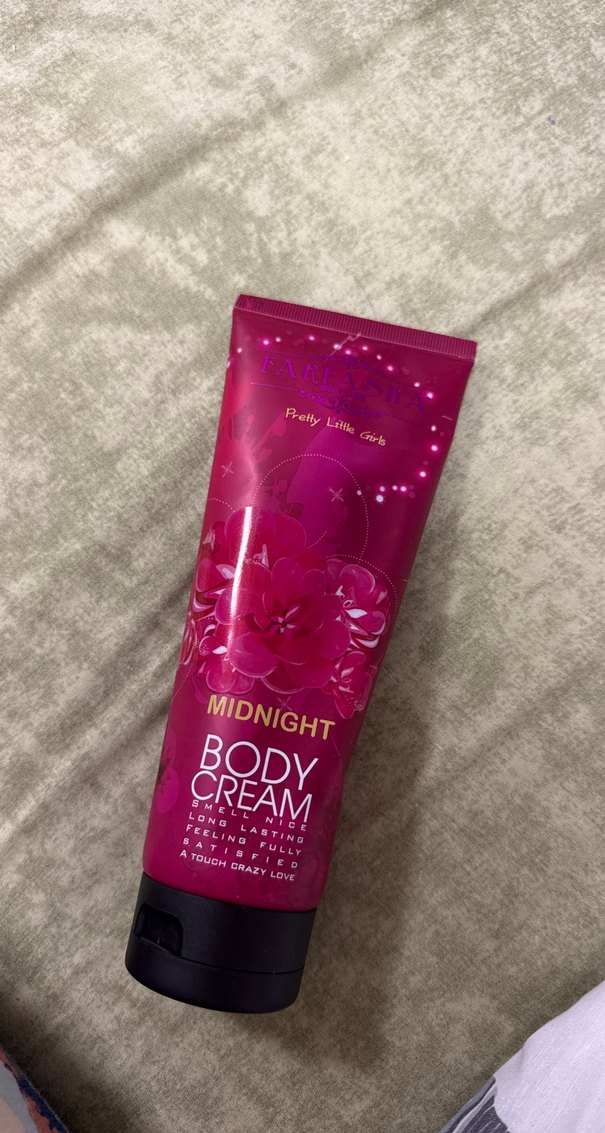 FARLASHA
Pretty Little Girls
MIDNIGHT
BODY
CREAM
SMELL NICE
LONG LASTING
FEELING FULLY
SATISFIED
A TOUCH CRAZY LOVE